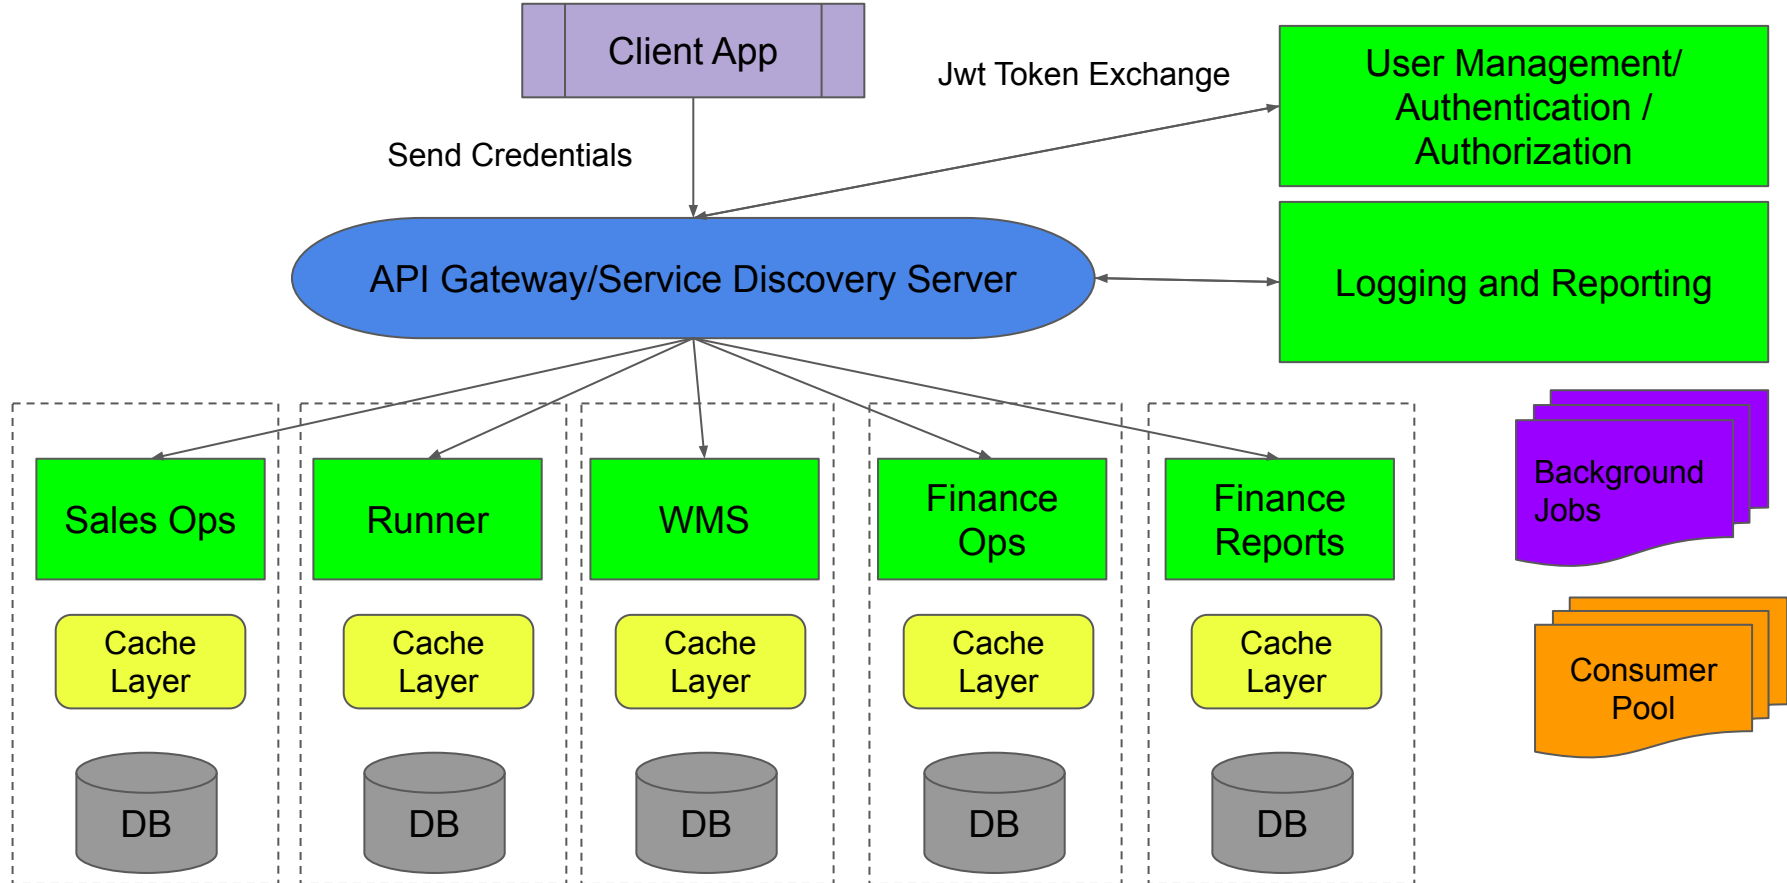 Client App
Jwt Token Exchange
User Management/
Authentication /
Authorization
Send Credentials
API Gateway/Service Discovery Server
Logging and Reporting
Sales Ops
Runner
WMS
Finance
Ops
Finance
Reports
Background
Jobs
Cache
Layer
Cache
Layer
Cache
Layer
Cache
Layer
Cache
Layer
Consumer
Pool
DB
DB
DB
DB
DB